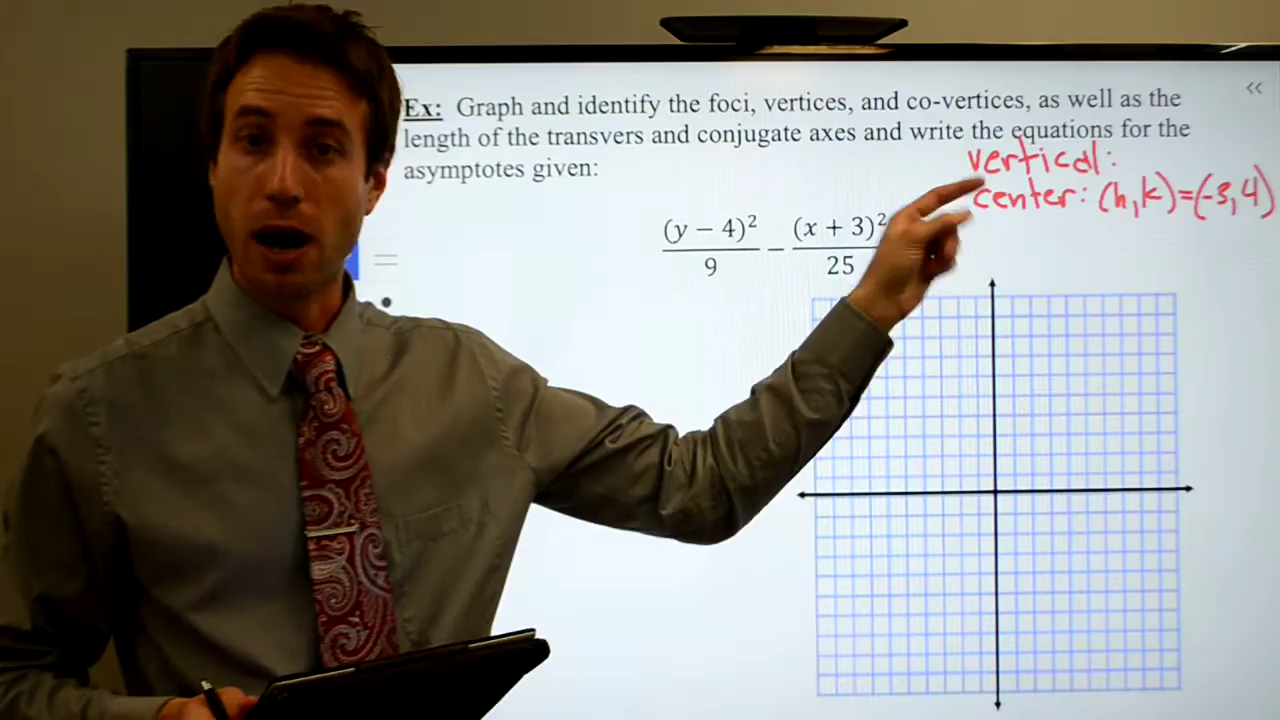 Ex: Graph and identify the foci, vertices, and co-vertices, as well as the
length of the transvers and conjugate axes and write the equations for the
asymptotes given:
vertical:
center: (h,k)=(-3,4)
(y − 4)² / 9 − (x + 3)² / 25